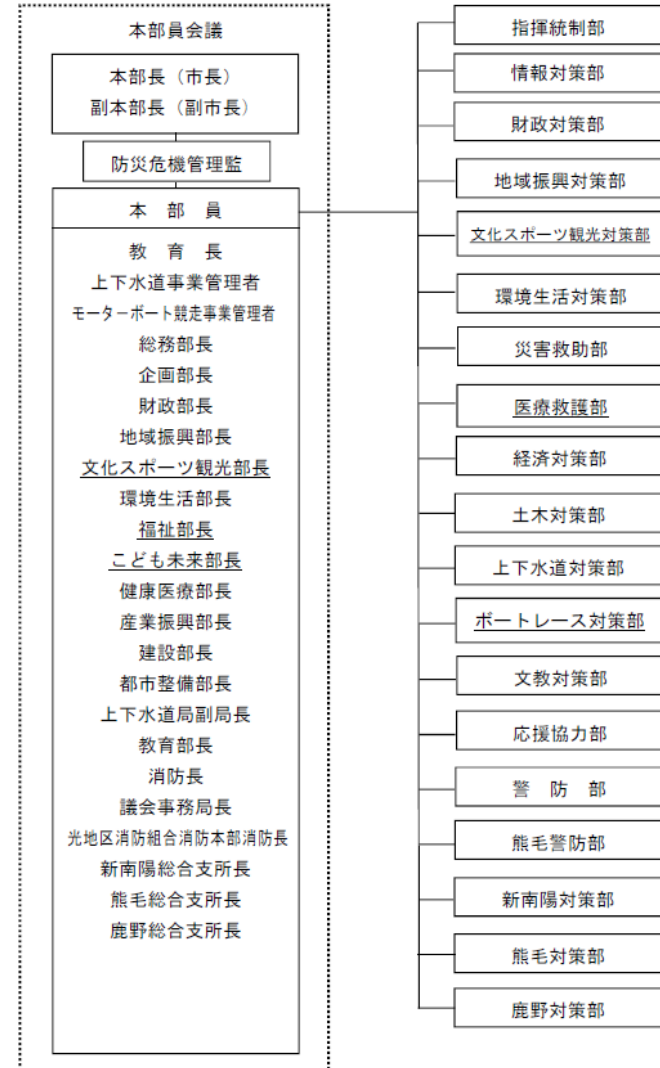 本部員会議
本部長（市長）
副本部長（副市長）
防災危機管理監
本　部　員
教　育　長
上下水道事業管理者
モーターボート競走事業管理者
総務部長
企画部長
財政部長
地域振興部長
文化スポーツ観光部長
環境生活部長
福祉部長
こども未来部長
健康医療部長
産業振興部長
建設部長
都市整備部長
上下水道局副局長
教育部長
消防長
議会事務局長
光地区消防組合消防本部消防長
新南陽総合支所長
熊毛総合支所長
鹿野総合支所長
指揮統制部
情報対策部
財政対策部
地域振興対策部
文化スポーツ観光対策部
環境生活対策部
災害救助部
医療救護部
経済対策部
土木対策部
上下水道対策部
ボートレース対策部
文教対策部
応援協力部
警　防　部
熊毛警防部
新南陽対策部
熊毛対策部
鹿野対策部